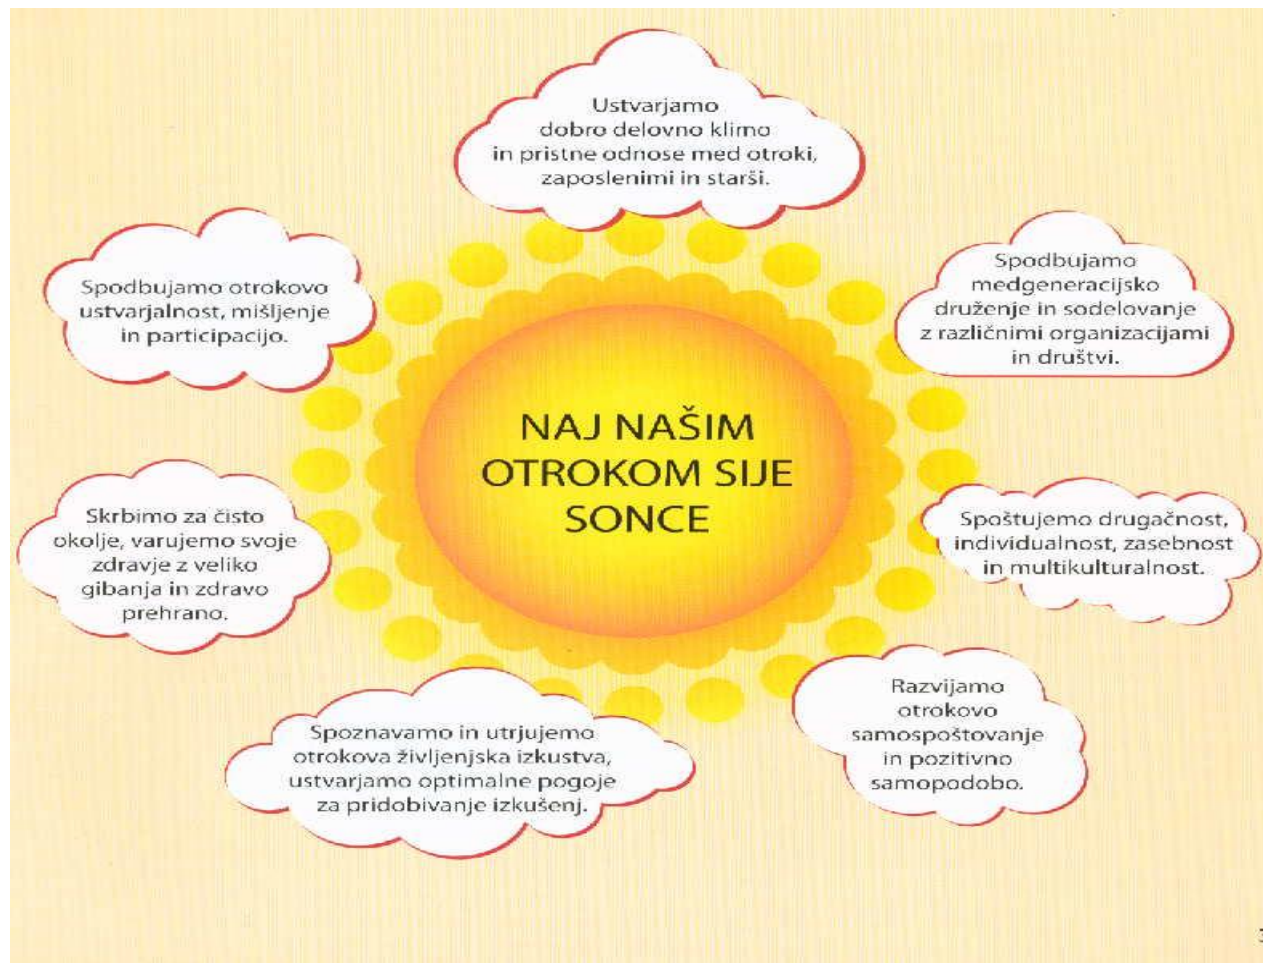 Ustvarjamo
dobro delovno klimo
in pristne odnose med otroki,
zaposlenimi in starši.
Spodbujamo otrokovo
ustvarjalnost, mišljenje
in participacijo.
Spodbujamo
medgeneracijsko
druženje in sodelovanje
z različnimi organizacijami
in društvi.
NAJ NAŠIM
OTROKOM SIJE
SONCE
Skrbimo za čisto
okolje, varujemo svoje
zdravje z veliko
gibanja in zdravo
prehrano.
Spoštujemo drugačnost,
individualnost, zasebnost
in multikulturalnost.
Spoznavamo in utrjujemo
otrokova življenjska izkustva,
ustvarjamo optimalne pogoje
za pridobivanje izkušenj.
Razvijamo
otrokovo
samospoštovanje
in pozitivno
samopodobo.